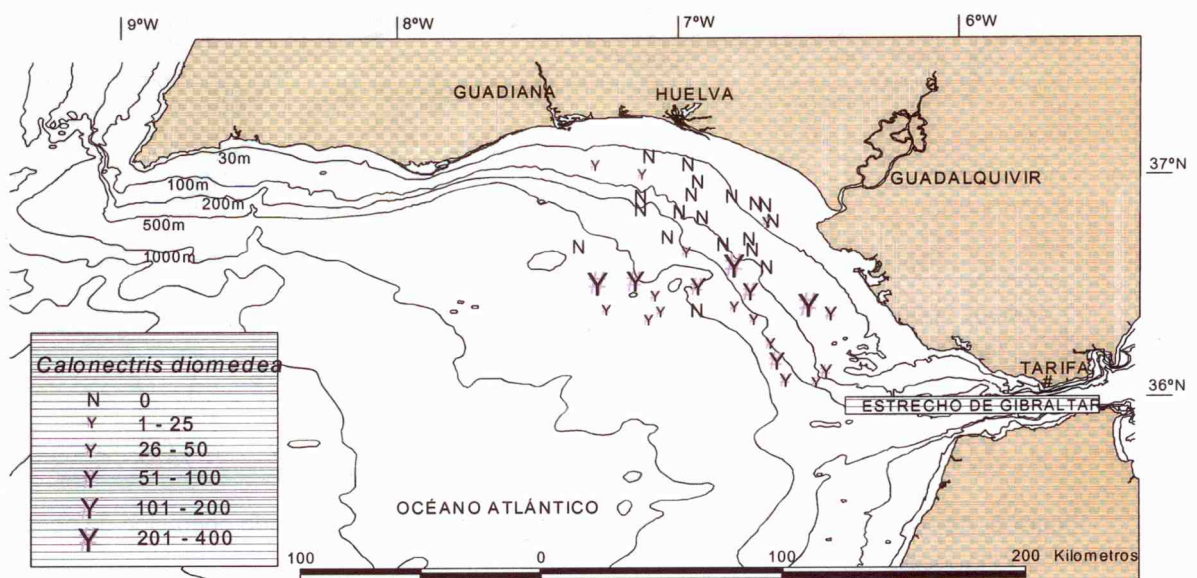 9ºW 8ºW 7ºW 6ºW
GUADIANA HUELVA
37ºN
GUADALQUIVIR
30m
100m
200m
500m
1000m
Calonectris diomedea
N 0
Y 1 - 25
Y 26 - 50
Y 51 - 100
Y 101 - 200
Y 201 - 400
TARIFA
#
36ºN
ESTRECHO DE GIBRALTAR
OCÉANO ATLÁNTICO
100 0 100 200 Kilometros